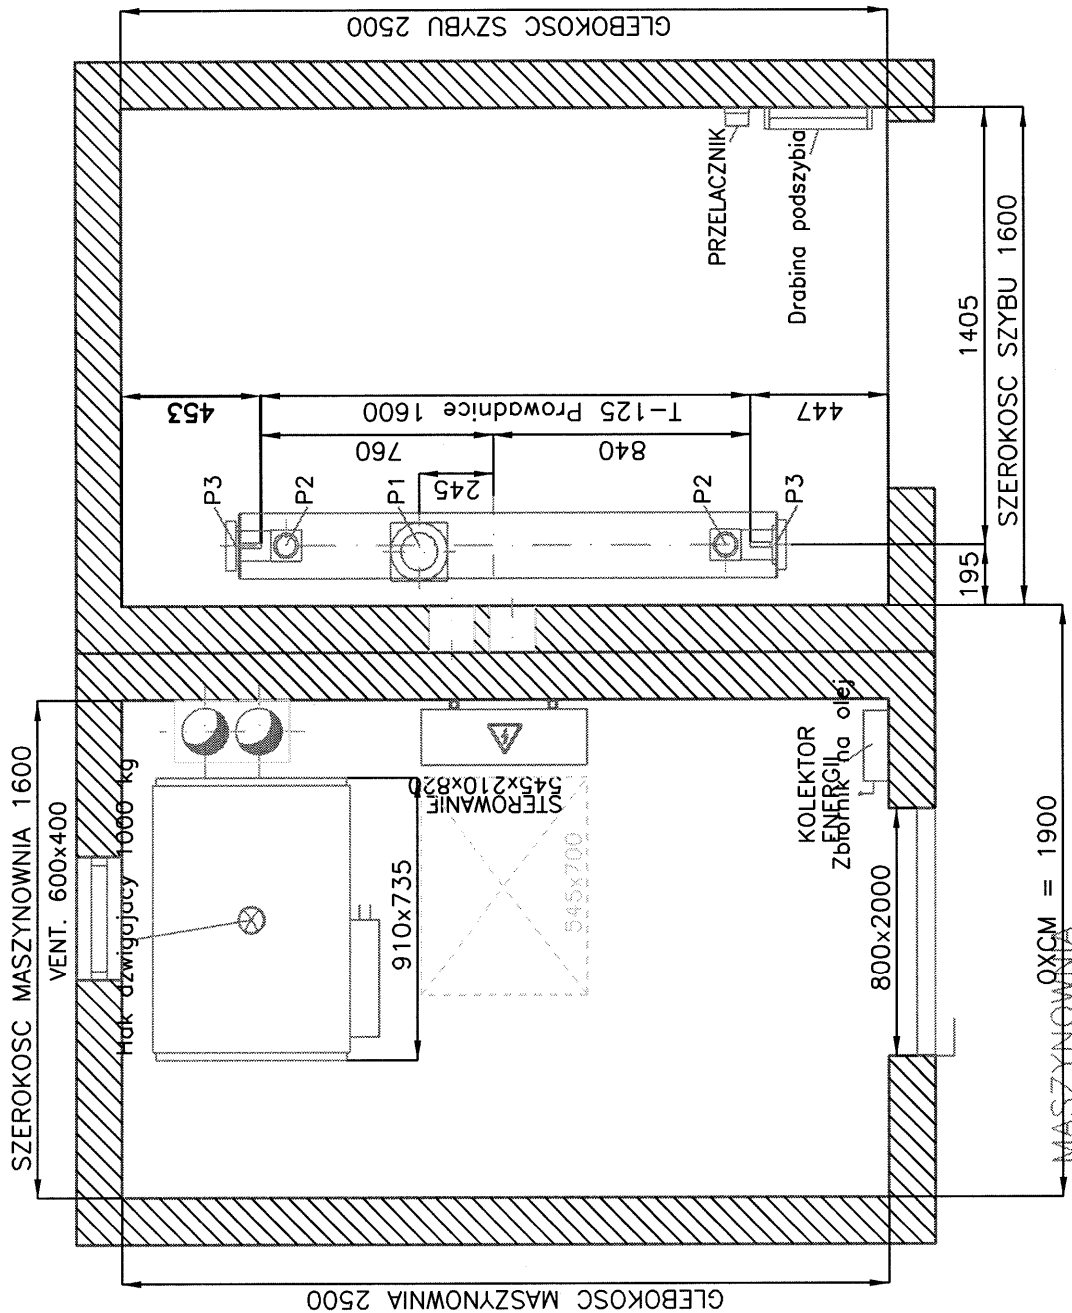 GLEBOKOSC SZYBU 2500
PRZELACZNIK
Drabina podszybia
1405
SZEROKOSC SZYBU 1600
195
453
T-125 Prowadnice 1600
447
760
840
245
P3
P2
P1
P2
P3
SZEROKOSC MASZYNOWNIA 1600
VENT. 600x400
Hak dzwigajacy 1000 kg
910x735
STEROWANIE
545x210x820
545x700
KOLEKTOR
ENERGII
Zbiornik na olej
800x2000
OXCM = 1900
MASZYNOWNIA
GLEBOKOSC MASZYNOWNIA 2500